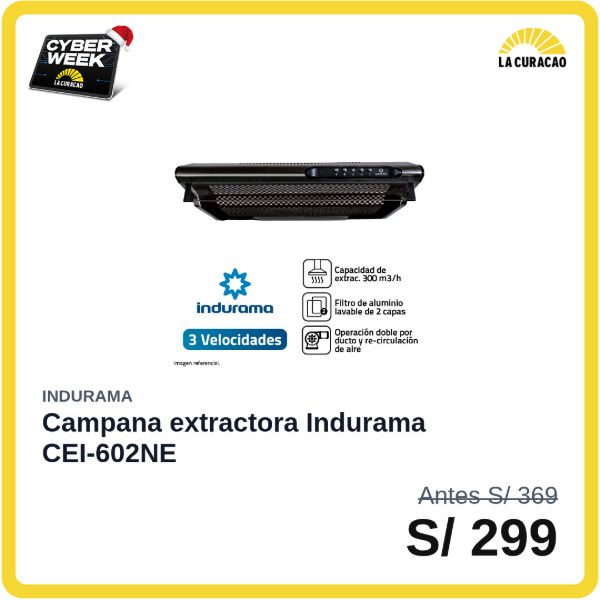 CYBER
WEEK
LA CURACAO
LA CURACAO
indurama
3 Velocidades
Imagen referencial.
Capacidad de
extrac. 300 m3/h
Filtro de aluminio
lavable de 2 capas
2
Operación doble por
ducto y re-circulación
de aire
INDURAMA
Campana extractora Indurama
CEI-602NE
Antes S/ 369
S/ 299